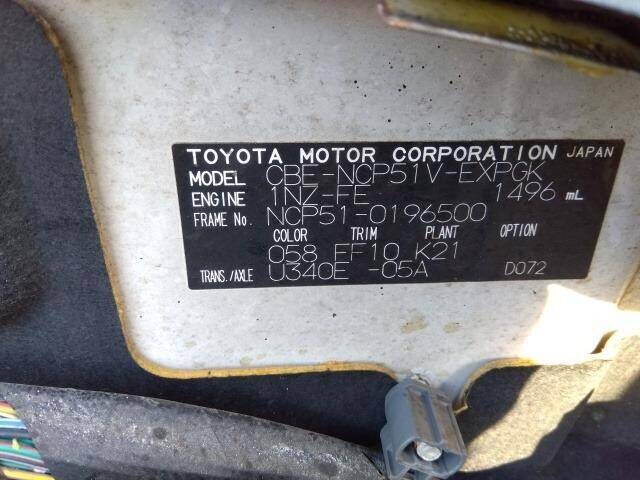 TOYOTA MOTOR CORPORATION JAPAN
MODEL CBE-NCP51V-EXPGK
ENGINE 1NZ-FE 1496 mL
FRAME No. NCP51-0196500
COLOR TRIM PLANT OPTION
058 FF10 K21
TRANS./AXLE U340E -05A D072